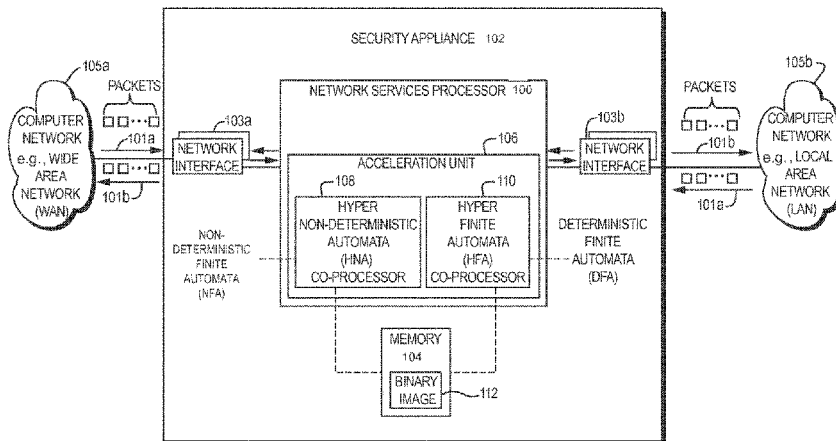 SECURITY APPLIANCE 102
105a
105b
PACKETS
NETWORK SERVICES PROCESSOR 100
PACKETS
103a
103b
COMPUTER
NETWORK
e.g., WIDE
AREA
NETWORK
(WAN)
101a
101b
NETWORK
INTERFACE
106
ACCELERATION UNIT
NETWORK
INTERFACE
101b
101a
COMPUTER
NETWORK
e.g., LOCAL
AREA
NETWORK
(LAN)
108
110
HYPER
NON-DETERMINISTIC
AUTOMATA
(HNA)
CO-PROCESSOR
HYPER
FINITE
AUTOMATA
(HFA)
CO-PROCESSOR
NON-
DETERMINISTIC
FINITE
AUTOMATA
(NFA)
DETERMINISTIC
FINITE
AUTOMATA
(DFA)
MEMORY
104
BINARY
IMAGE
112